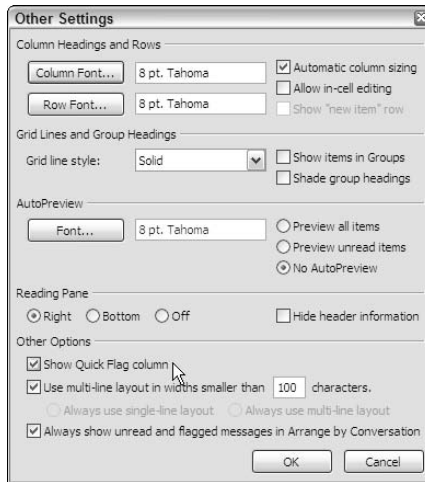 Other Settings
Column Headings and Rows
Column Font... 8 pt. Tahoma Automatic column sizing
Allow in-cell editing
Row Font... 8 pt. Tahoma Show "new item" row
Grid Lines and Group Headings
Grid line style: Solid Show items in Groups
Shade group headings
AutoPreview
Font... 8 pt. Tahoma Preview all items
Preview unread items
No AutoPreview
Reading Pane
Right Bottom Off Hide header information
Other Options
Show Quick Flag column
Use multi-line layout in widths smaller than 100 characters.
Always use single-line layout Always use multi-line layout
Always show unread and flagged messages in Arrange by Conversation
OK Cancel